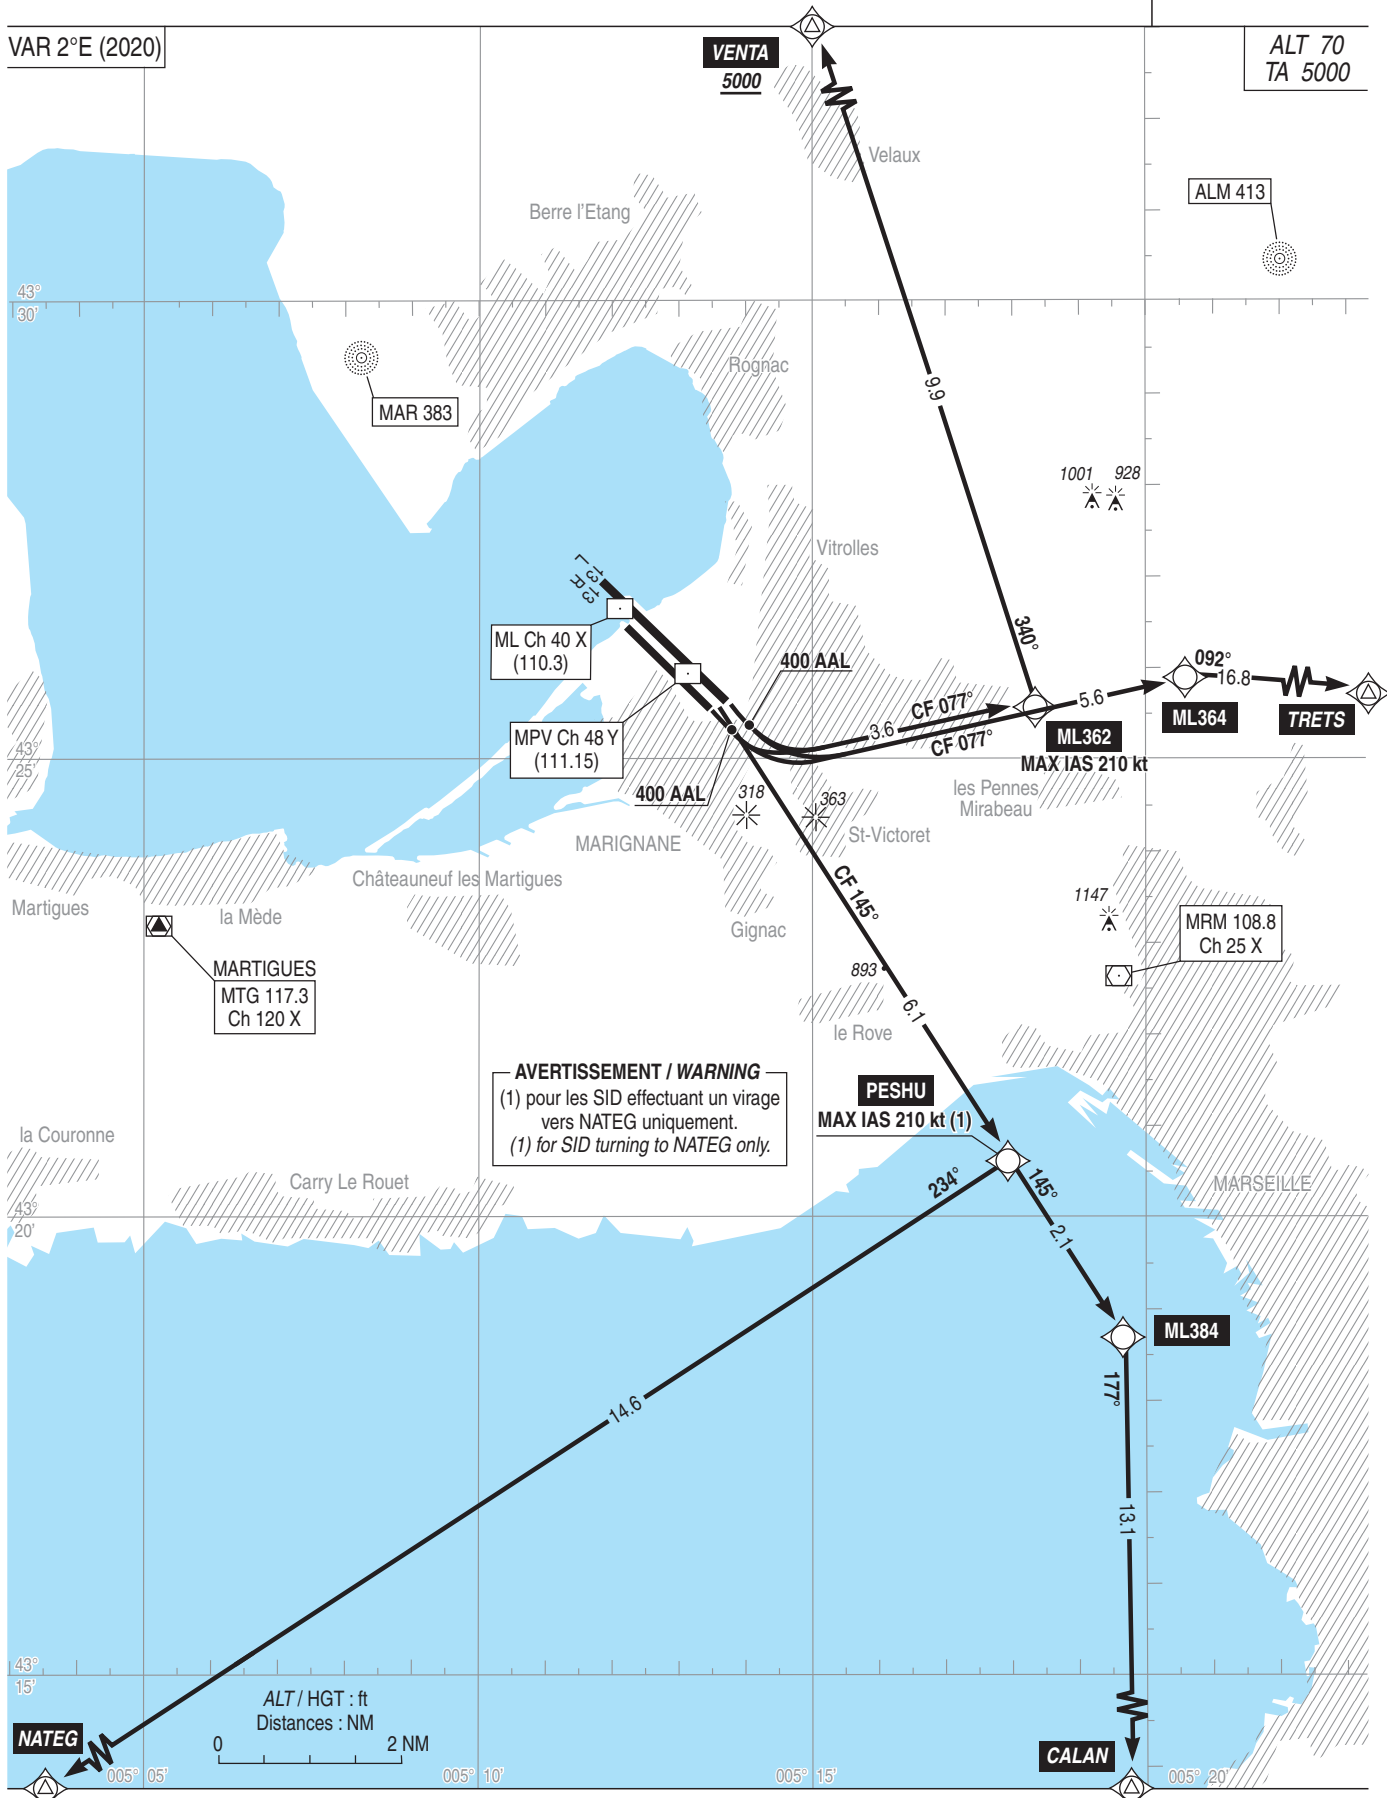 VAR 2°E (2020)
VENTA
5000
ALT 70
TA 5000
Velaux
ALM 413
Berre l'Etang
43°
30'
MAR 383
Rognac
9.9
1001
928
Vitrolles
13 L
13 R
ML Ch 40 X
(110.3)
340°
400 AAL
092°
16.8
5.6
CF 077°
3.6
CF 077°
ML364
TRETS
MPV Ch 48 Y
(111.15)
ML362
MAX IAS 210 kt
43°
25'
400 AAL
318
363
les Pennes
Mirabeau
St-Victoret
MARIGNANE
Châteauneuf les Martigues
CF 145°
Martigues
la Mède
Gignac
1147
MRM 108.8
Ch 25 X
MARTIGUES
MTG 117.3
Ch 120 X
893
6.1
le Rove
AVERTISSEMENT / WARNING
(1) pour les SID effectuant un virage
vers NATEG uniquement.
(1) for SID turning to NATEG only.
PESHU
MAX IAS 210 kt (1)
la Couronne
Carry Le Rouet
234°
145°
MARSEILLE
43°
20'
2.1
ML384
177°
14.6
13.1
43°
15'
ALT / HGT : ft
Distances : NM
0 2 NM
NATEG
CALAN
005° 05'
005° 10'
005° 15'
005° 20'